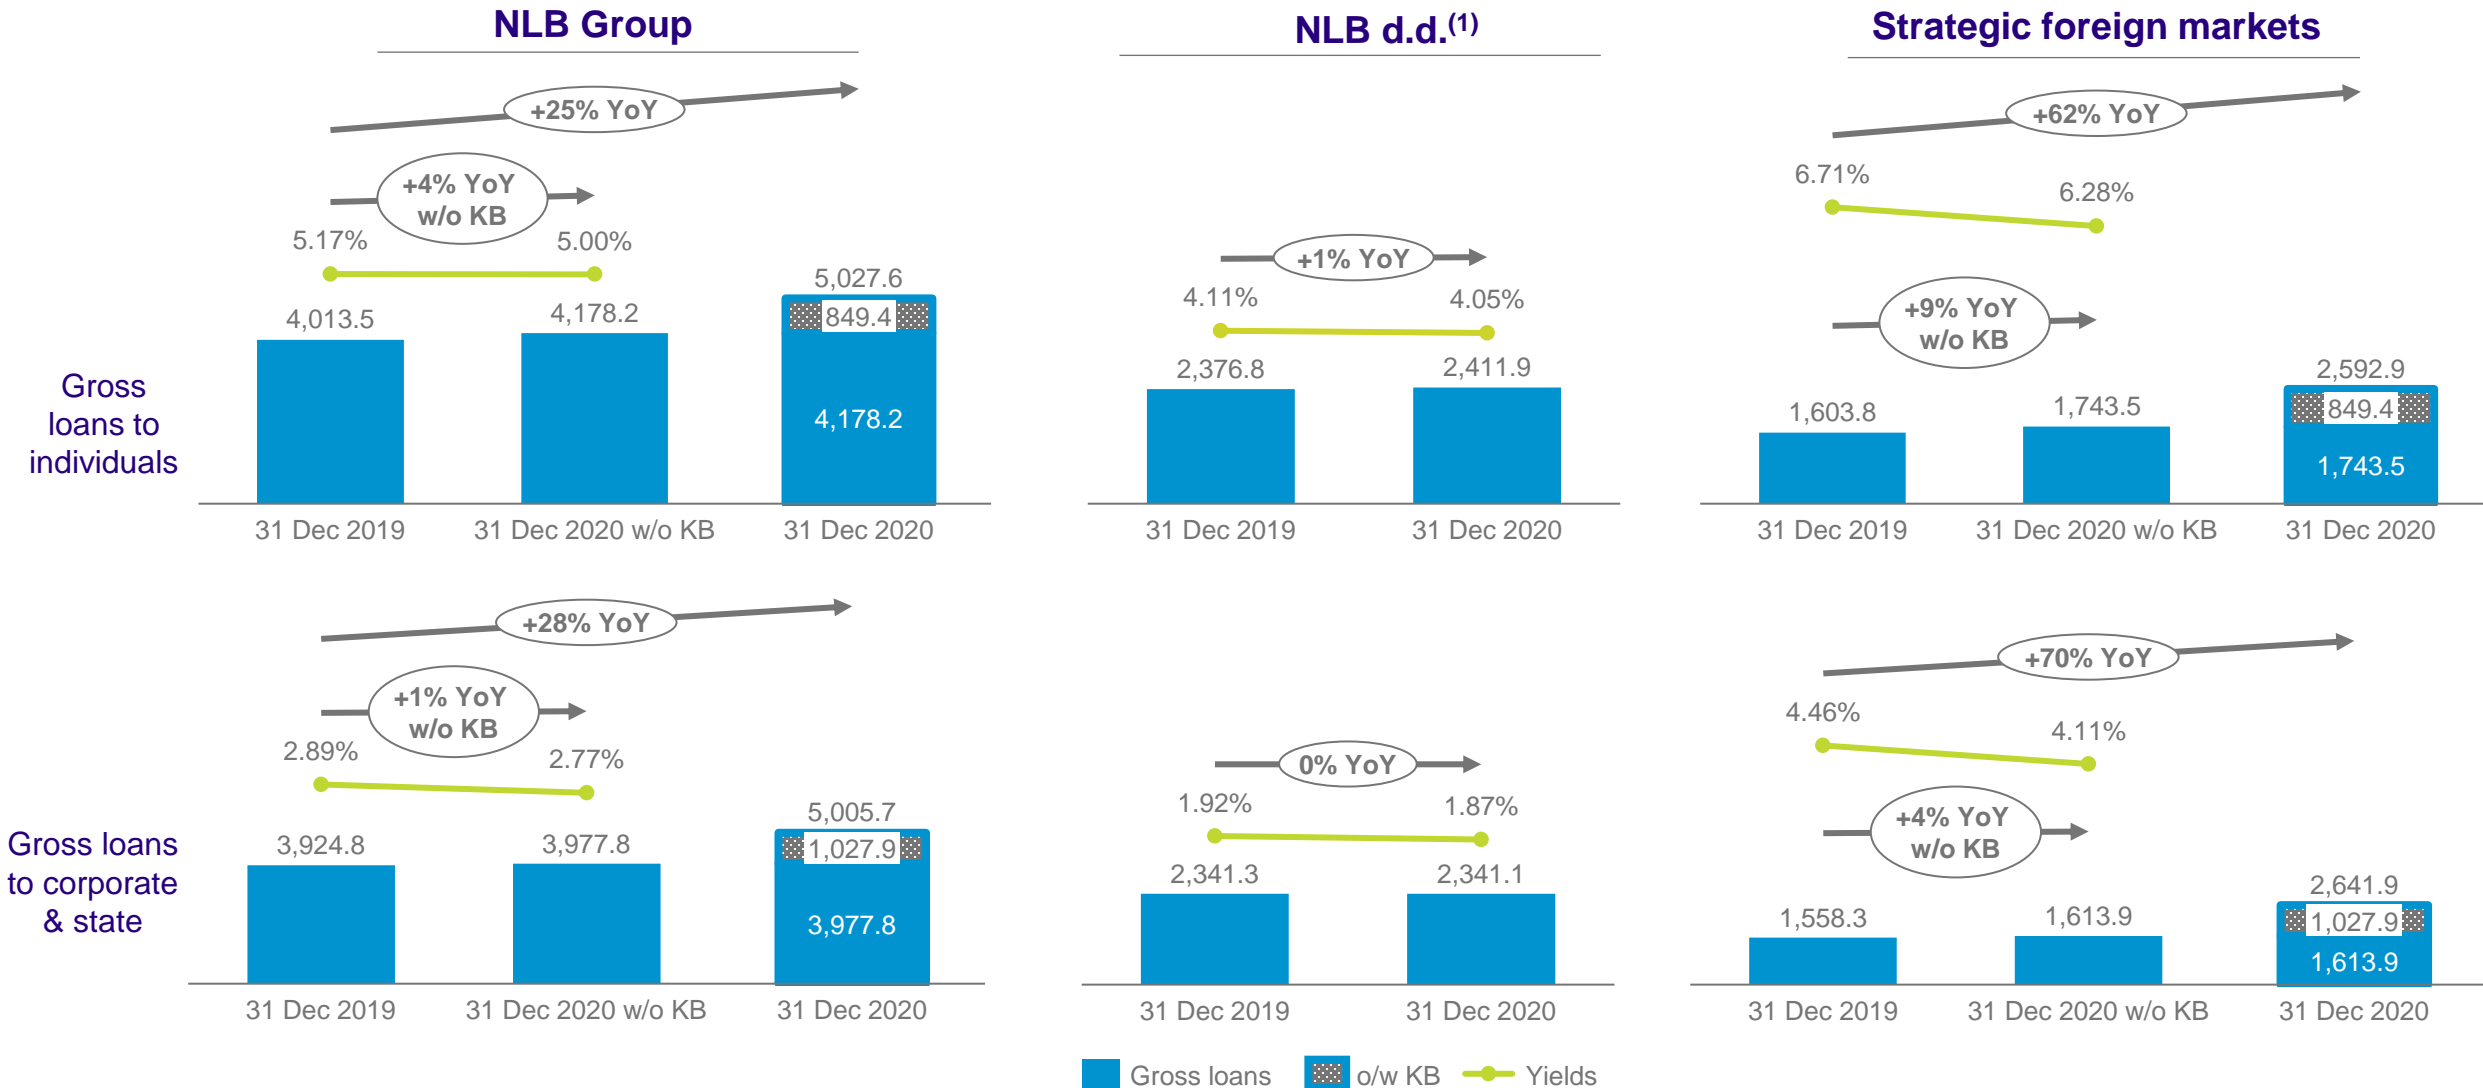 NLB Group
NLB d.d.(1)
Strategic foreign markets
Gross
loans to
individuals
+25% YoY
+4% YoY
w/o KB
5.17%
5.00%
4,013.5
4,178.2
5,027.6
849.4
4,178.2
31 Dec 2019
31 Dec 2020 w/o KB
31 Dec 2020
+1% YoY
4.11%
4.05%
2,376.8
2,411.9
31 Dec 2019
31 Dec 2020
+62% YoY
6.71%
6.28%
+9% YoY
w/o KB
1,603.8
1,743.5
2,592.9
849.4
1,743.5
31 Dec 2019
31 Dec 2020 w/o KB
31 Dec 2020
Gross loans
to corporate
& state
+28% YoY
+1% YoY
w/o KB
2.89%
2.77%
3,924.8
3,977.8
5,005.7
1,027.9
3,977.8
31 Dec 2019
31 Dec 2020 w/o KB
31 Dec 2020
0% YoY
1.92%
1.87%
2,341.3
2,341.1
31 Dec 2019
31 Dec 2020
+70% YoY
4.46%
4.11%
+4% YoY
w/o KB
1,558.3
1,613.9
2,641.9
1,027.9
1,613.9
31 Dec 2019
31 Dec 2020 w/o KB
31 Dec 2020
Gross loans
o/w KB
Yields